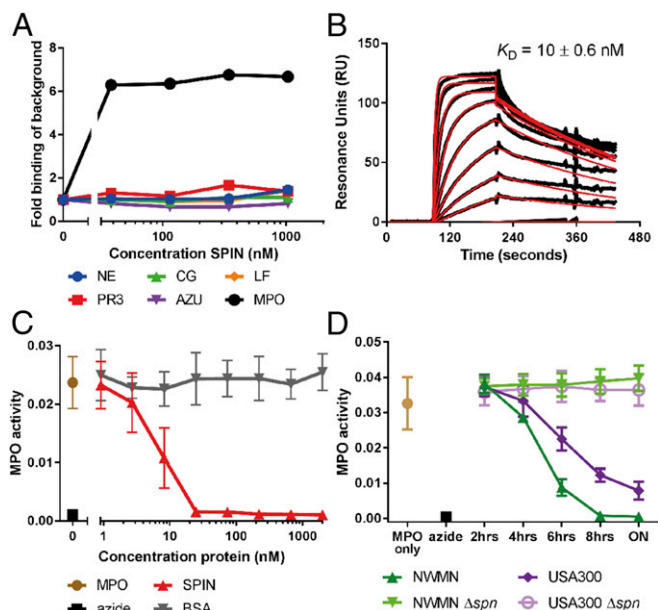 A
Fold binding of background
8
6
4
2
0
0 100 1000
Concentration SPIN (nM)
NE CG LF
PR3 AZU MPO
B
K_D = 10 ± 0.6 nM
Resonance Units (RU)
150
100
50
0
0 120 240 360 480
Time (seconds)
C
MPO activity
0.03
0.02
0.01
0.00
0 1 10 100 1000
Concentration protein (nM)
MPO SPIN
azide BSA
D
MPO activity
0.05
0.04
0.03
0.02
0.01
0.00
MPO only azide 2hrs 4hrs 6hrs 8hrs ON
NWMN USA300
NWMN Δspn USA300 Δspn